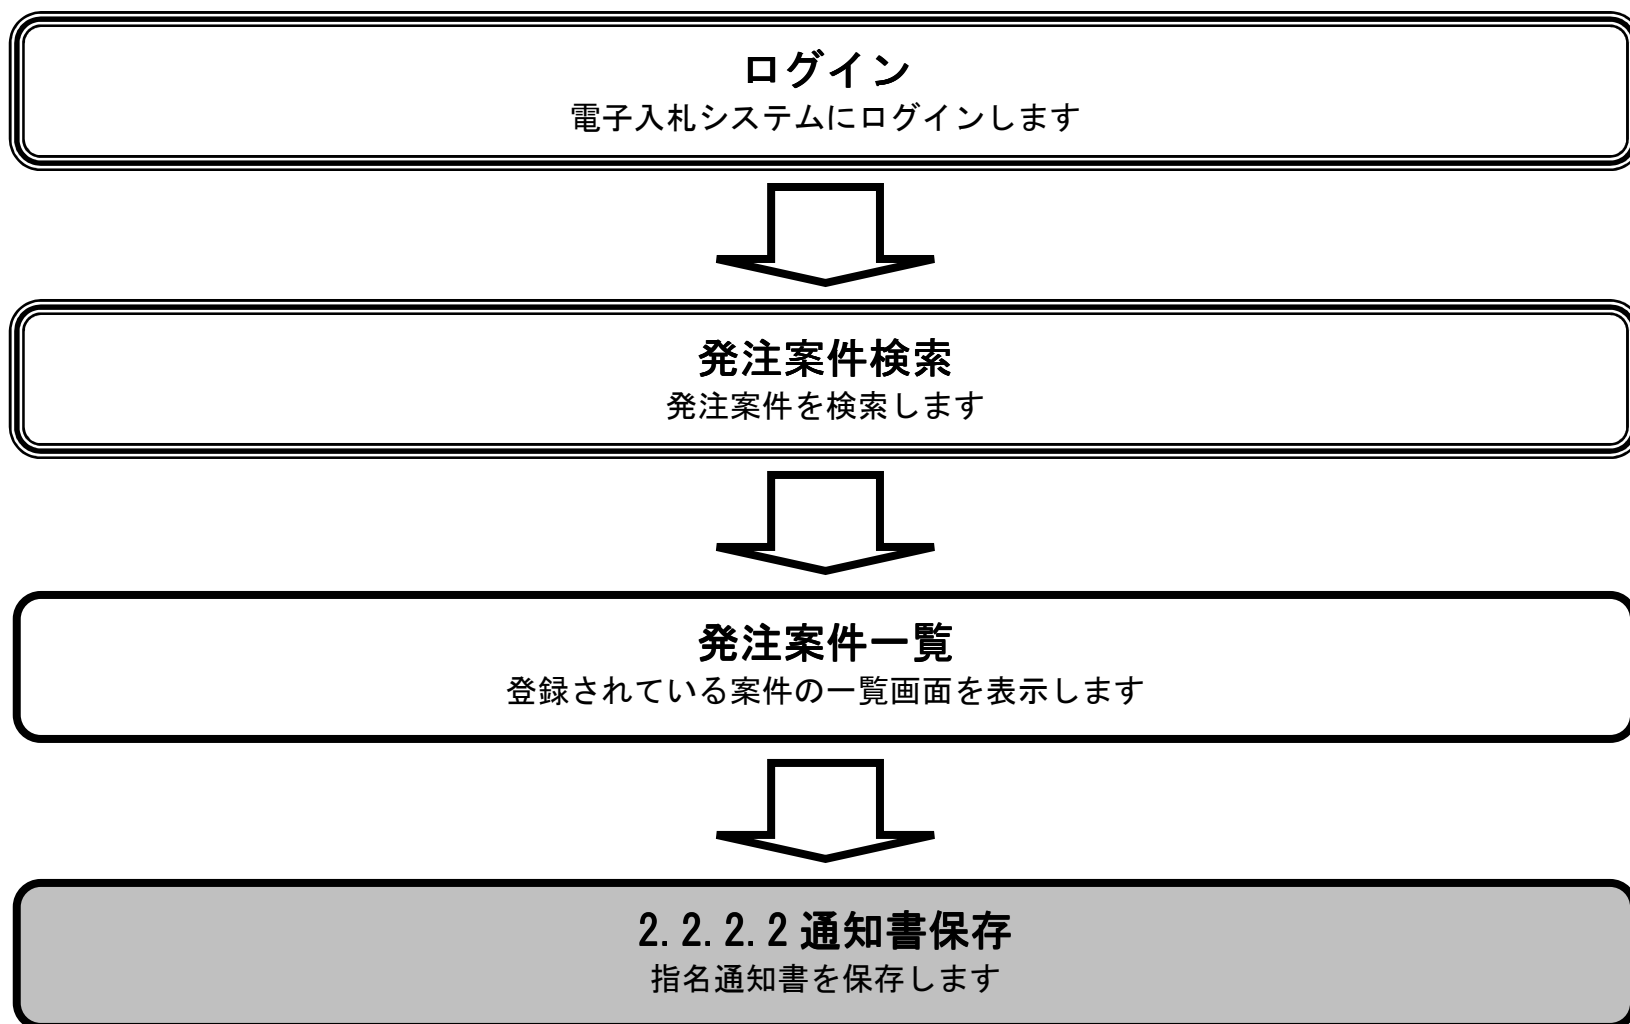 ログイン
電子入札システムにログインします
発注案件検索
発注案件を検索します
発注案件一覧
登録されている案件の一覧画面を表示します
2.2.2.2 通知書保存
指名通知書を保存します